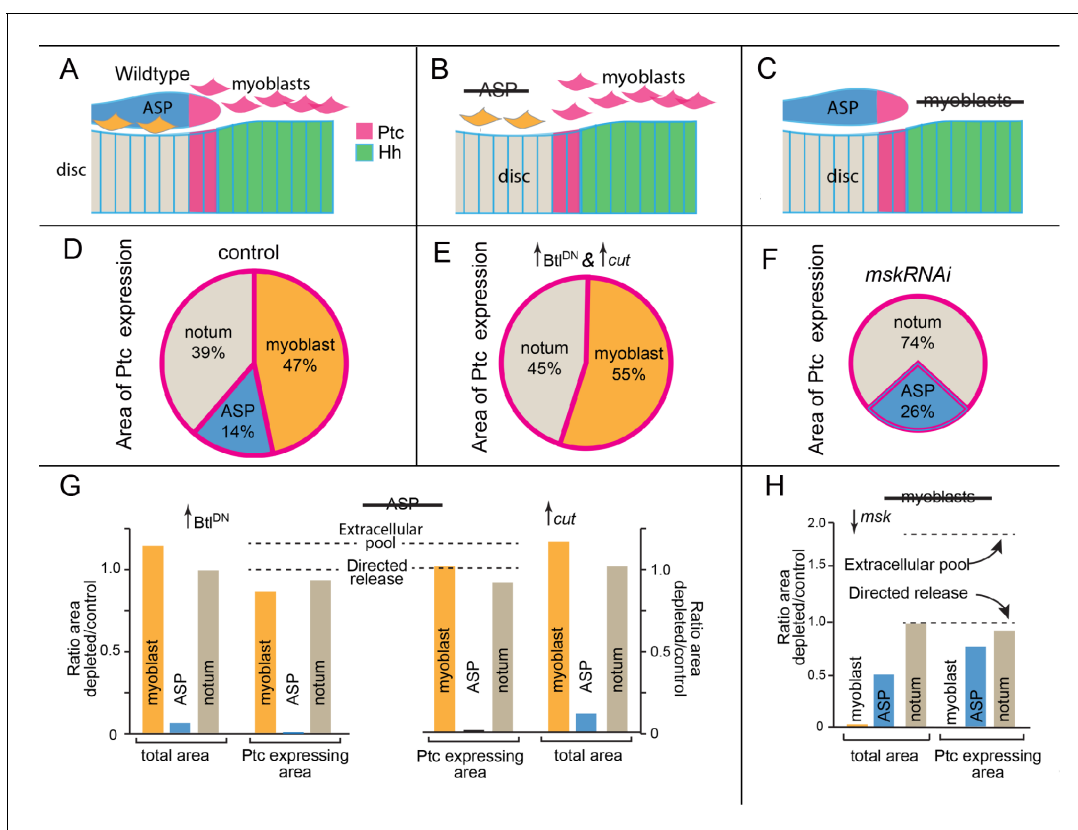 A
Wildtype
myoblasts
ASP
disc
Ptc
Hh
B
ASP
myoblasts
disc
C
ASP
myoblasts
disc
D
control
Area of Ptc expression
notum
39%
myoblast
47%
ASP
14%
E
↑BtlDN & ↑cut
Area of Ptc expression
notum
45%
myoblast
55%
F
mskRNAi
Area of Ptc expression
notum
74%
ASP
26%
G
↑BtlDN
ASP
↑cut
Extracellular
pool
Directed
release
Ratio area
depleted/control
1.0
0.5
0
myoblast
ASP
notum
myoblast
ASP
notum
total area
Ptc expressing
area
myoblast
ASP
notum
myoblast
ASP
notum
Ptc expressing
area
total area
1.0
0.5
0
Ratio area
depleted/control
H
myoblasts
↓msk
Ratio area
depleted/control
2.0
1.5
1.0
0.5
0
Extracellular pool
Directed release
myoblast
ASP
notum
myoblast
ASP
notum
total area
Ptc expressing
area